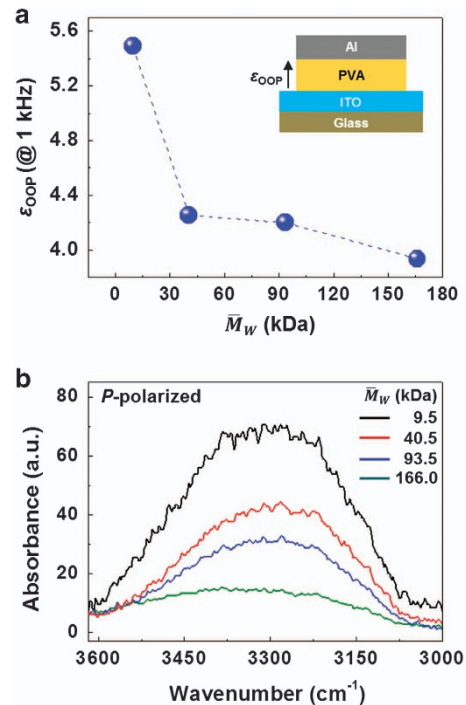 a
5.6
5.2
4.8
4.4
4.0
ε_OOP (@ 1 kHz)
Al
PVA
ITO
Glass
ε_OOP
0 30 60 90 120 150 180
M̅_W (kDa)
b
P-polarized
M̅_W (kDa)
9.5
40.5
93.5
166.0
80
60
40
20
0
Absorbance (a.u.)
3600 3450 3300 3150 3000
Wavenumber (cm⁻¹)